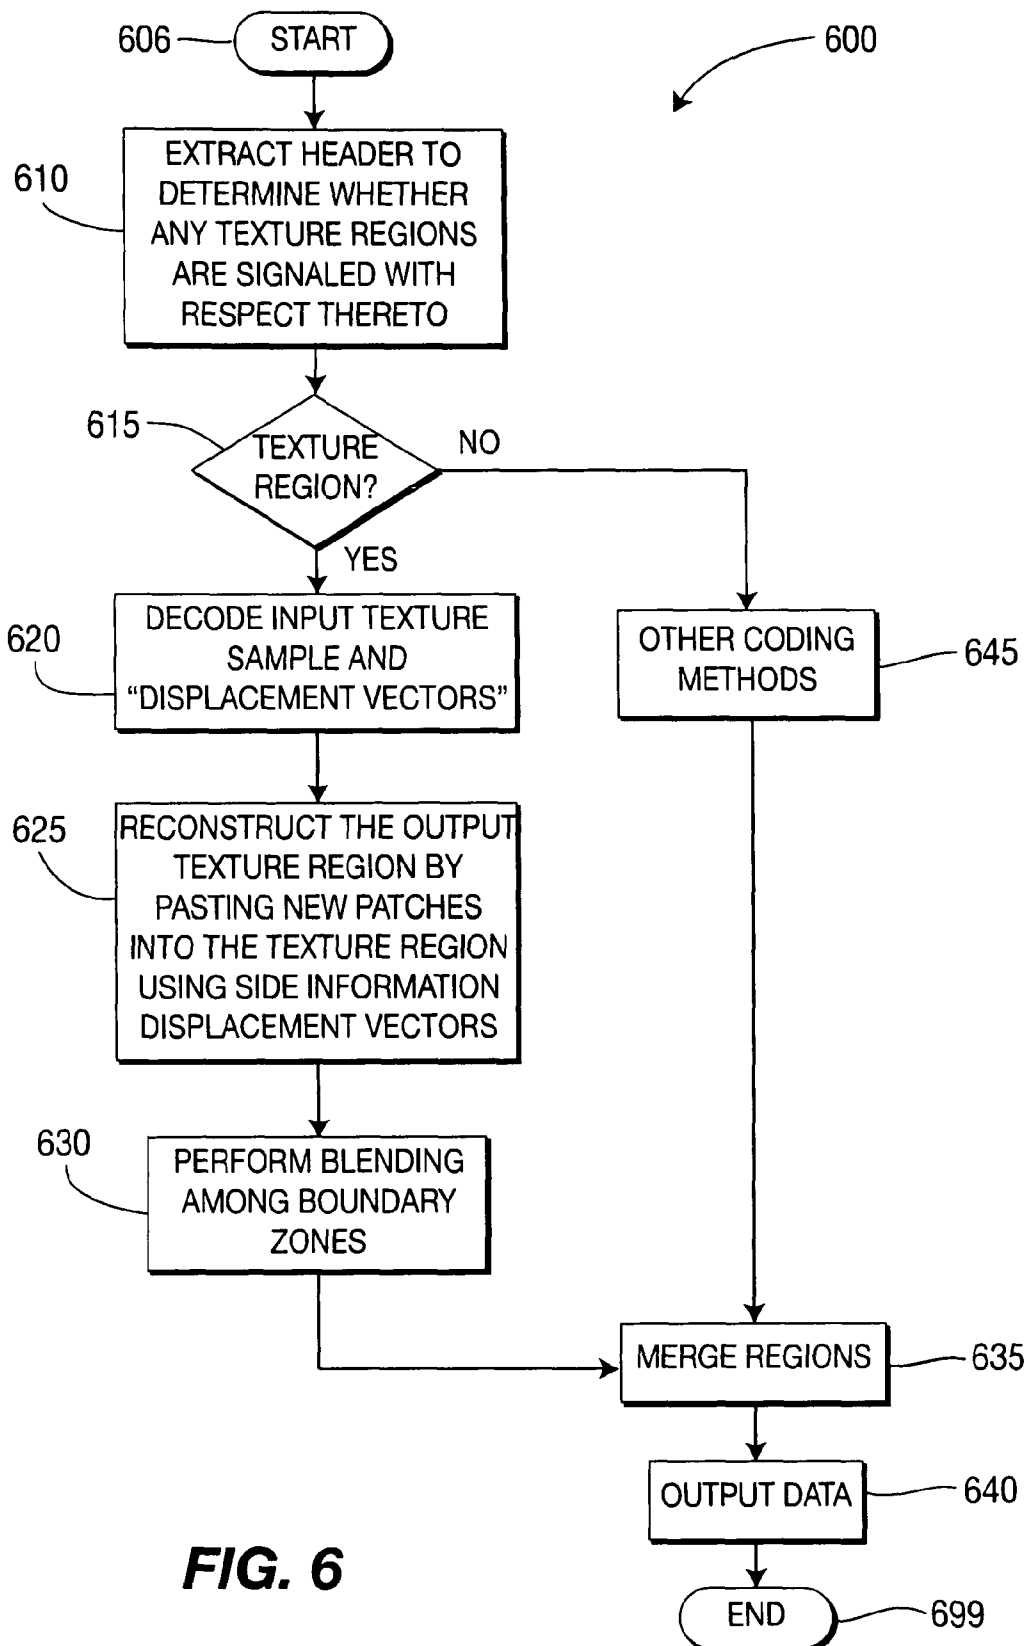 606
START
600
610
EXTRACT HEADER TO
DETERMINE WHETHER
ANY TEXTURE REGIONS
ARE SIGNALED WITH
RESPECT THERETO
615
TEXTURE
REGION?
NO
YES
620
DECODE INPUT TEXTURE
SAMPLE AND
“DISPLACEMENT VECTORS”
OTHER CODING
METHODS
645
625
RECONSTRUCT THE OUTPUT
TEXTURE REGION BY
PASTING NEW PATCHES
INTO THE TEXTURE REGION
USING SIDE INFORMATION
DISPLACEMENT VECTORS
630
PERFORM BLENDING
AMONG BOUNDARY
ZONES
MERGE REGIONS
635
OUTPUT DATA
640
END
699
FIG. 6